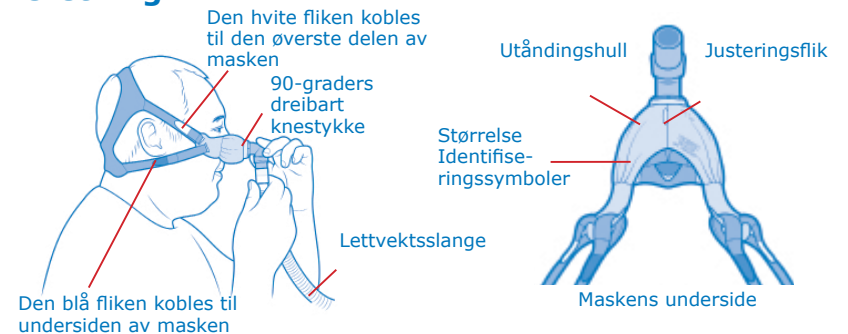 Den hvite fliken kobles
til den øverste delen av
masken
90-graders
dreibart
knestykke
Lettvektsslange
Den blå fliken kobles til
undersiden av masken
Utåndingshull
Justeringsflik
Størrelse
Identifise-
ringssymboler
Maskens underside